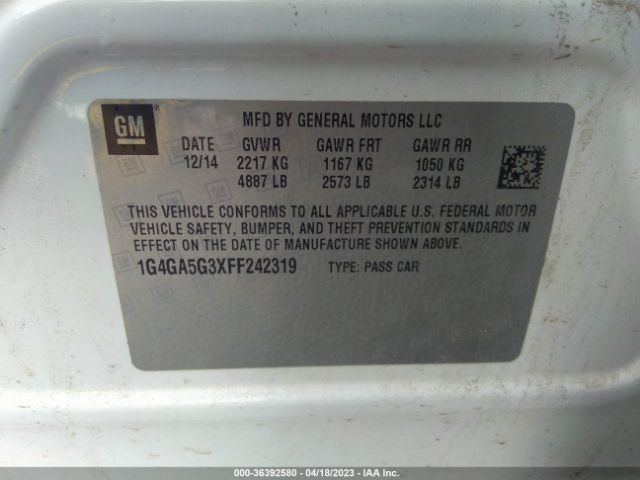 GM
MFD BY GENERAL MOTORS LLC
DATE GVWR GAWR FRT GAWR RR
12/14 2217 KG 1167 KG 1050 KG
4887 LB 2573 LB 2314 LB
THIS VEHICLE CONFORMS TO ALL APPLICABLE U.S. FEDERAL MOTOR
VEHICLE SAFETY, BUMPER, AND THEFT PREVENTION STANDARDS IN
EFFECT ON THE DATE OF MANUFACTURE SHOWN ABOVE.
1G4GA5G3XFF242319 TYPE: PASS CAR
000-36392580 - 04/18/2023 - IAA Inc.